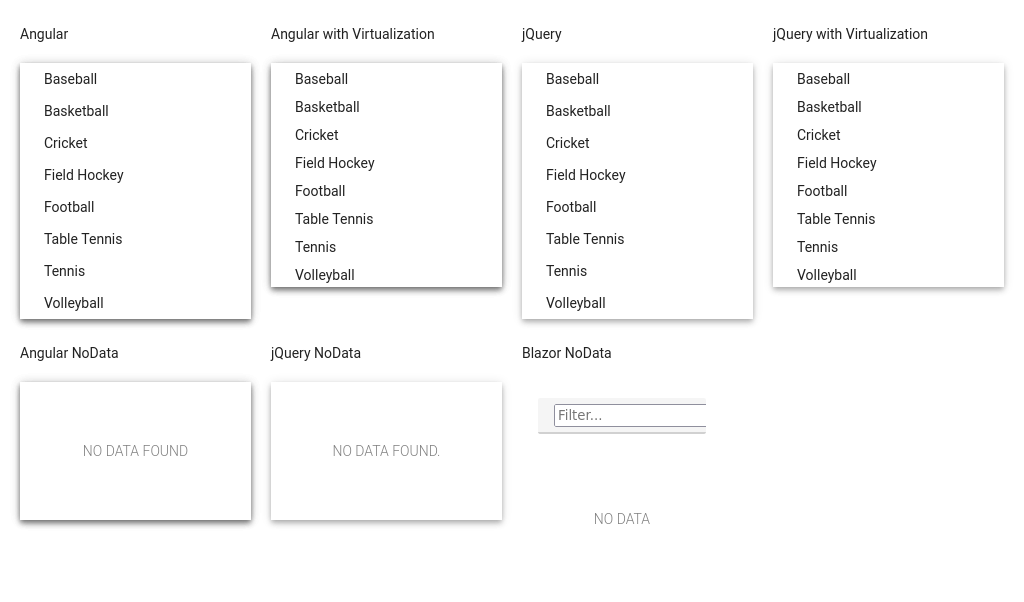 Angular
Baseball
Basketball
Cricket
Field Hockey
Football
Table Tennis
Tennis
Volleyball
Angular with Virtualization
Baseball
Basketball
Cricket
Field Hockey
Football
Table Tennis
Tennis
Volleyball
jQuery
Baseball
Basketball
Cricket
Field Hockey
Football
Table Tennis
Tennis
Volleyball
jQuery with Virtualization
Baseball
Basketball
Cricket
Field Hockey
Football
Table Tennis
Tennis
Volleyball
Angular NoData
NO DATA FOUND
jQuery NoData
NO DATA FOUND.
Blazor NoData
Filter...
NO DATA